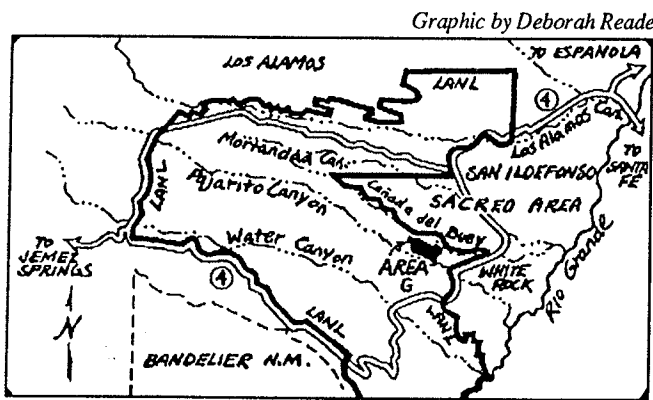 Graphic by Deborah Reade
TO ESPAÑOLA
LOS ALAMOS
LANL
4
Los Alamos Can.
TO
SANTA
FÉ
Mortandad Can.
SAN ILDEFONSO
SACRED AREA
Pajarito Canyon
Cañada del Buey
LANL
Water Canyon
AREA
G
WHITE
ROCK
Rio Grande
TO
JEMEZ
SPRINGS
4
LANL
LANL
N
BANDELIER N.M.